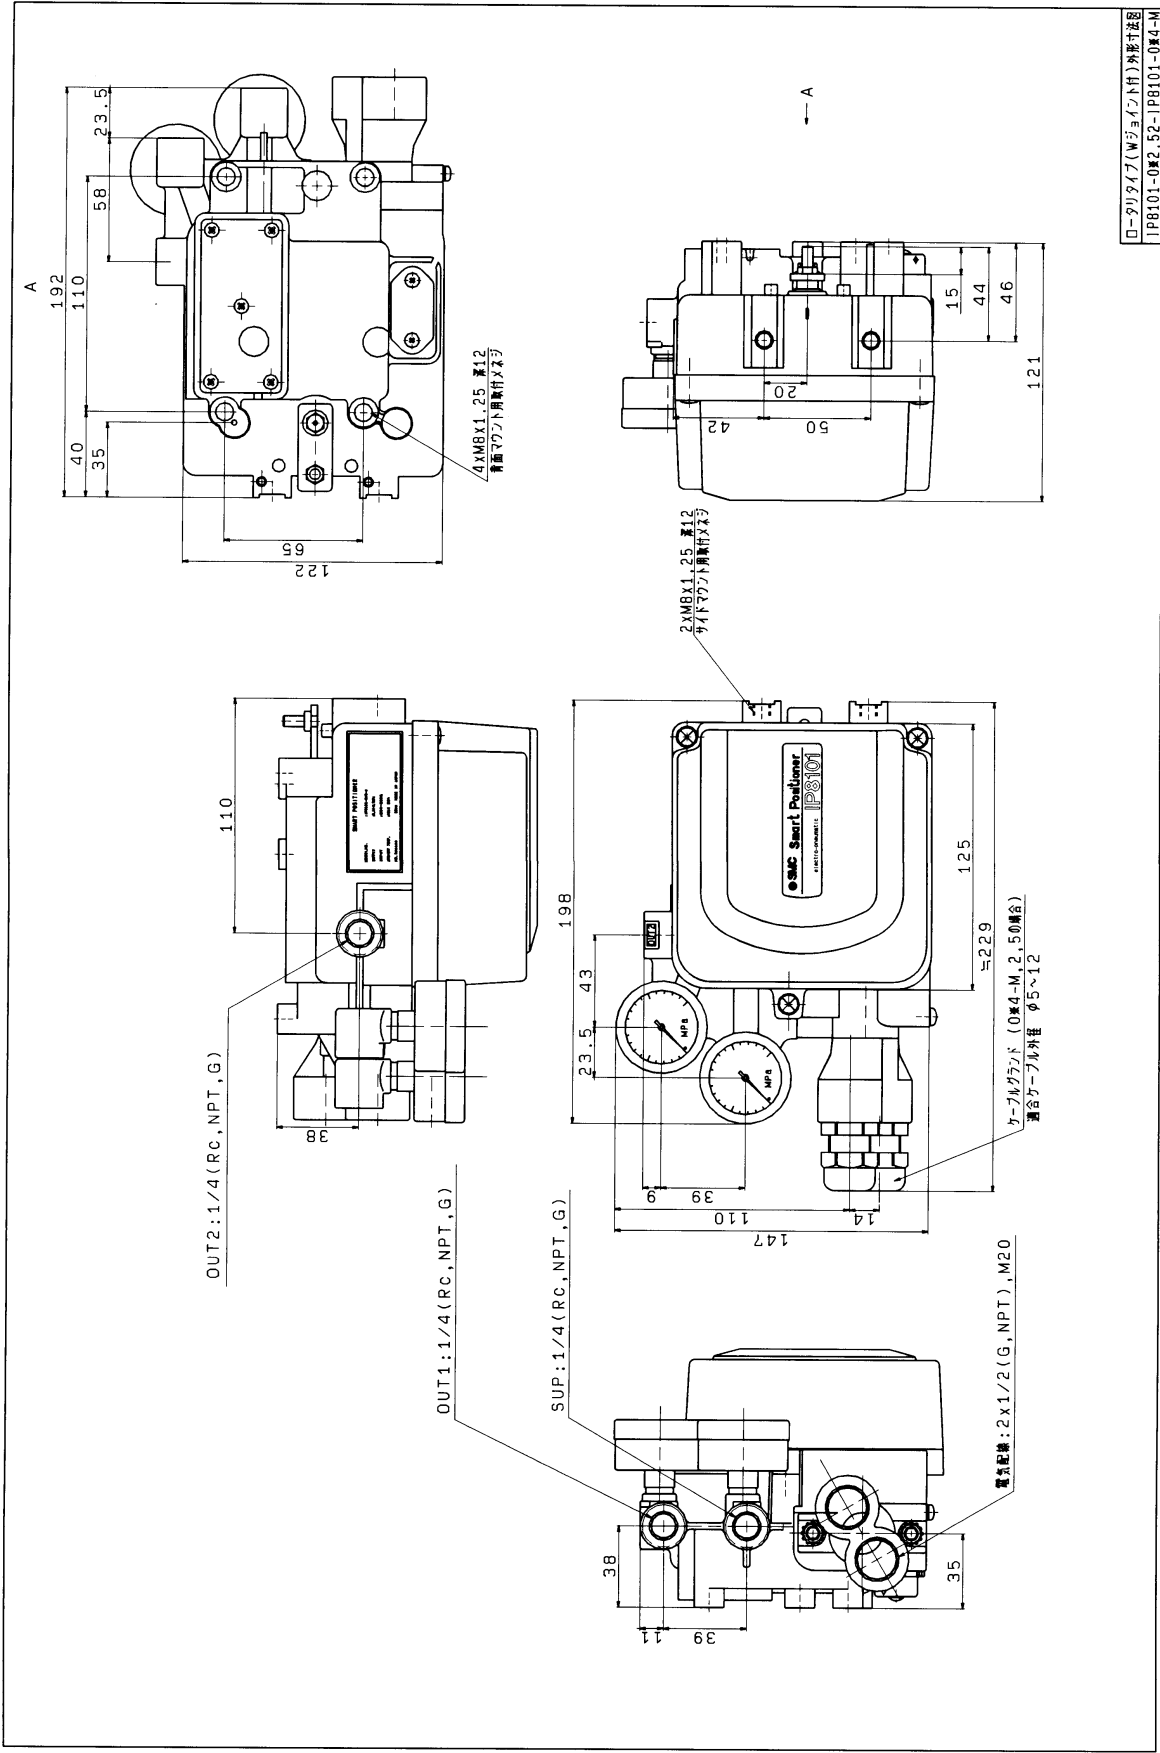 ロータリタイプ(Wジョイント付)外形寸法図
IP8101-0※2,52-IP8101-0※4-M
A
192
23.5
58
110
40
35
65
122
4XM8X1.25 深12
背面マウント用取付メネジ
A
15
44
46
121
20
42
50
110
38
OUT2:1/4(Rc,NPT,G)
SMART POSITIONER
2XM8X1.25 深12
サイドマウント用取付メネジ
198
43
23.5
OUT2
MPa
MPa
SMC Smart Positioner
electro-pneumatic IP8101
125
≒229
9
39
110
14
147
ケーブルグランド (0※4-M,2,5の場合)
適合ケーブル外径 φ5~12
OUT1:1/4(Rc,NPT,G)
SUP:1/4(Rc,NPT,G)
電気配線:2x1/2(G,NPT),M20
38
11
39
35